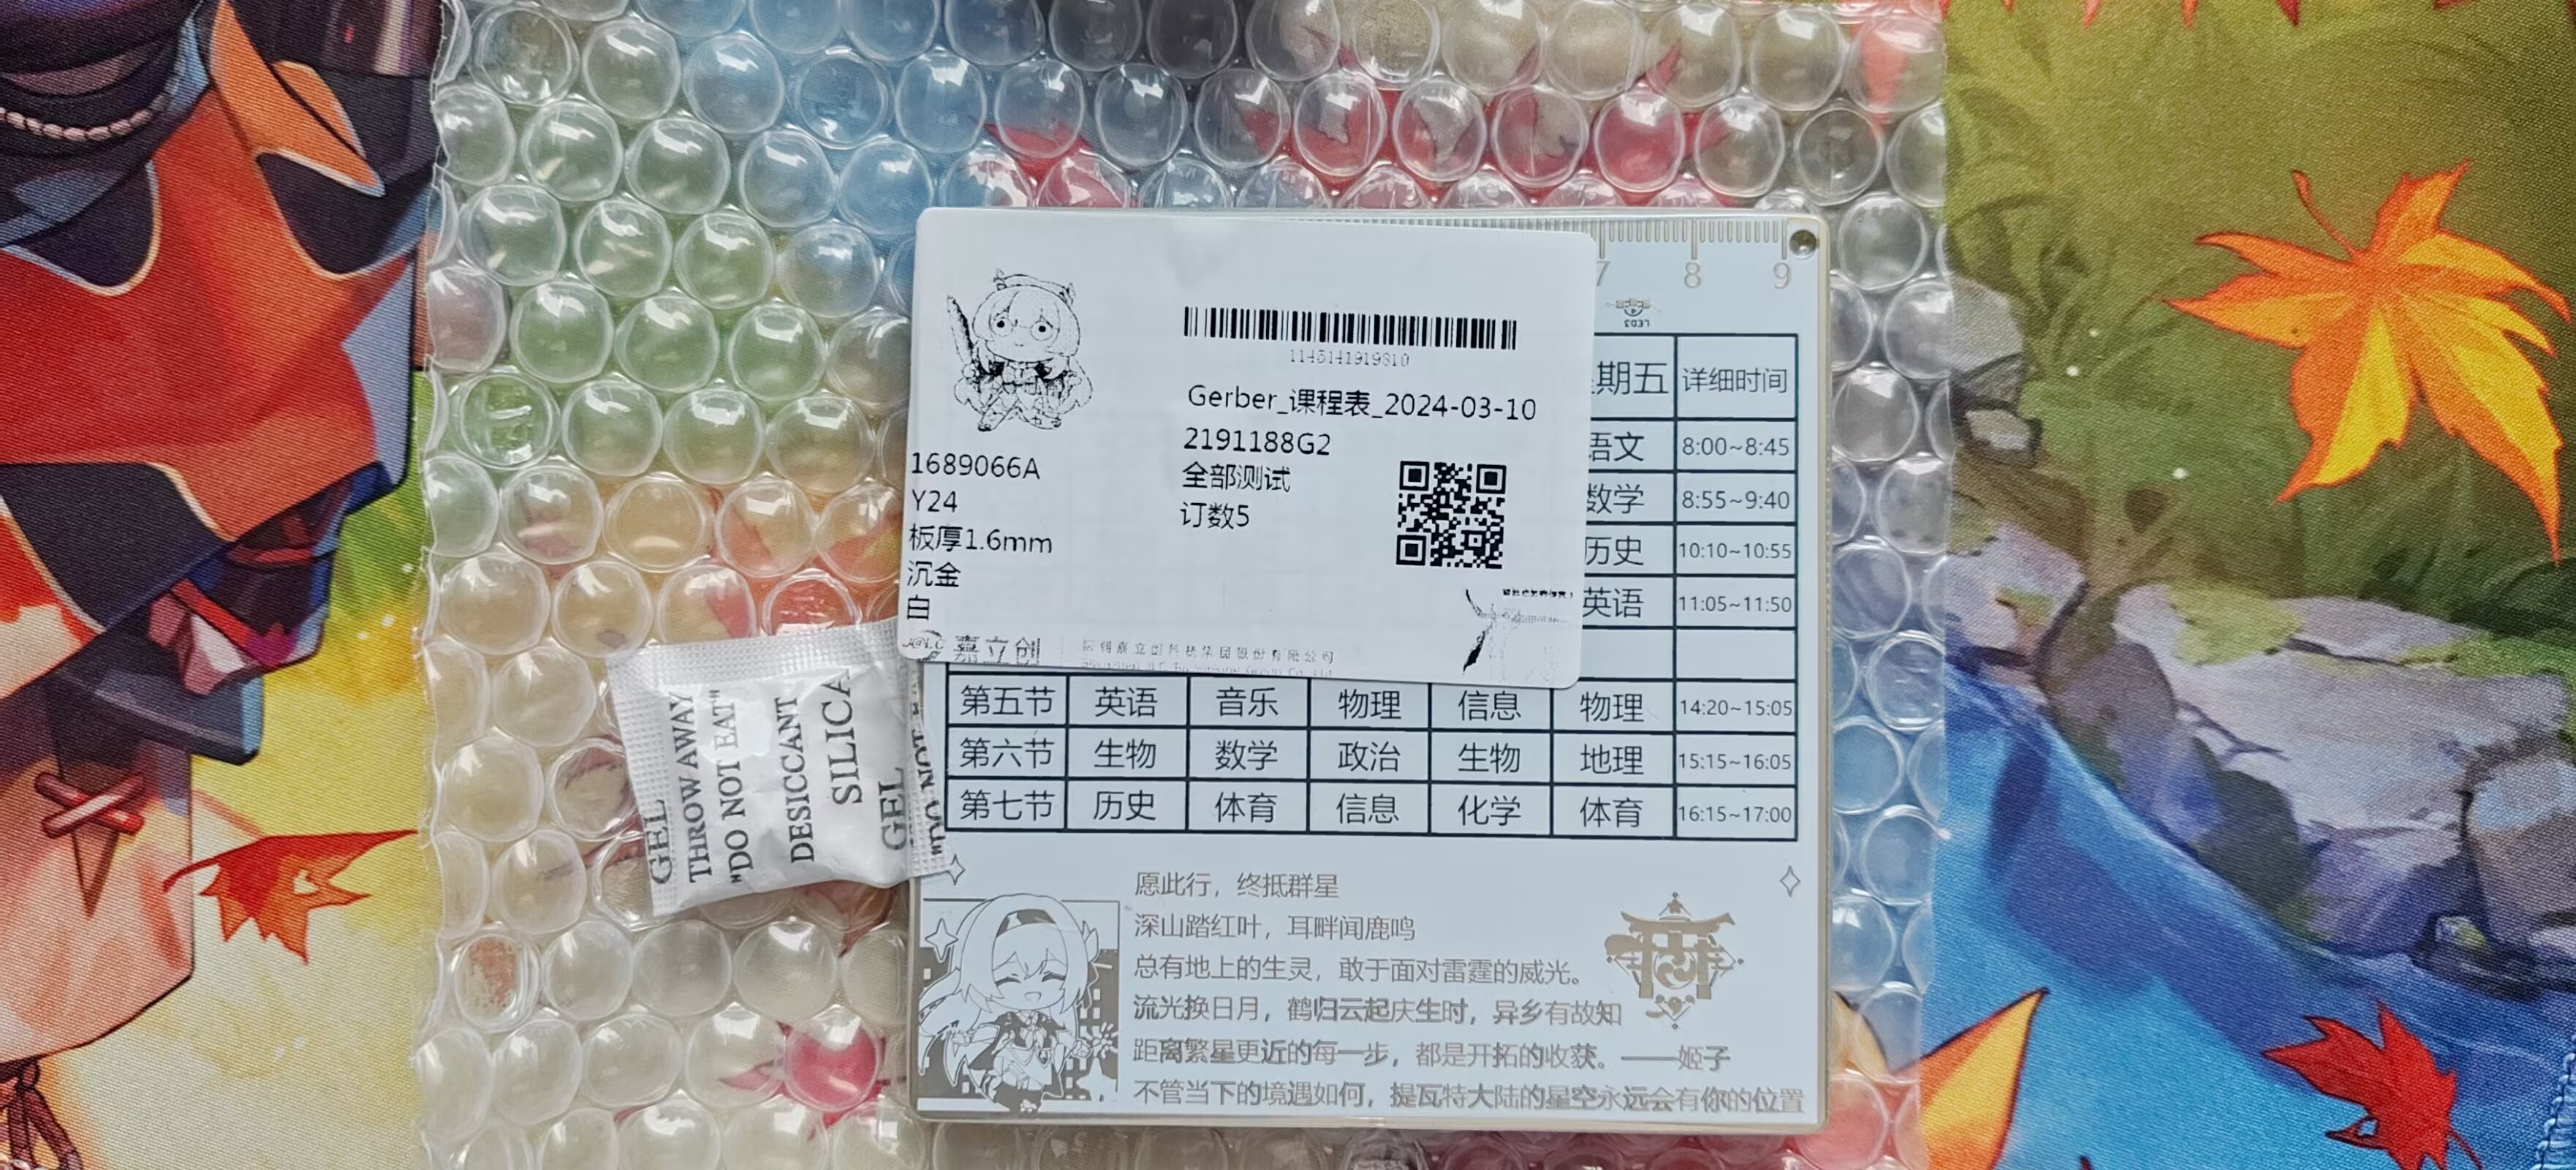 7 8 9
LED3
1145141919810
Gerber_课程表_2024-03-10
2191188G2
全部测试
订数5
1689066A
Y24
板厚1.6mm
沉金
白
嘉立创
期五 详细时间
语文 8:00~8:45
数学 8:55~9:40
历史 10:10~10:55
英语 11:05~11:50
第五节 英语 音乐 物理 信息 物理 14:20~15:05
第六节 生物 数学 政治 生物 地理 15:15~16:05
第七节 历史 体育 信息 化学 体育 16:15~17:00
愿此行，终抵群星
深山踏红叶，耳畔闻鹿鸣
总有地上的生灵，敢于面对雷霆的威光。
流光换日月，鹤归云起庆生时，异乡有故知
距离繁星更近的每一步，都是开拓的收获。——姬子
不管当下的境遇如何，提瓦特大陆的星空永远会有你的位置
GEL
THROW AWAY
"DO NOT EAT"
DESICCANT
SILICA
GEL